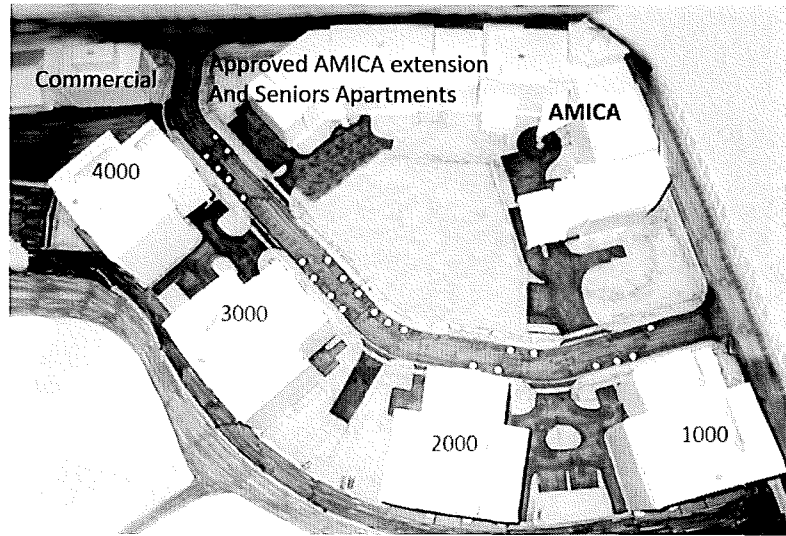 Commercial
Approved AMICA extension
And Seniors Apartments
AMICA
4000
3000
2000
1000